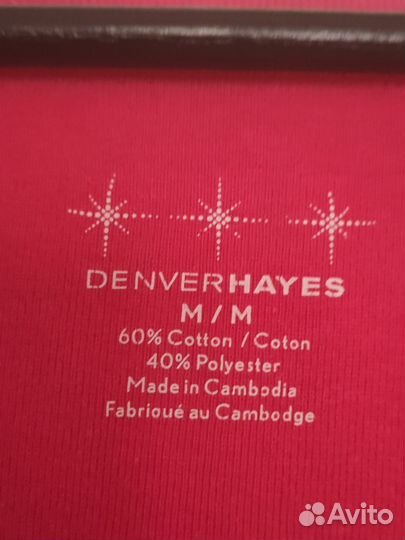 DENVERHAYES
M / M
60% Cotton / Coton
40% Polyester
Made in Cambodia
Fabrioué au Cambodge
Avito